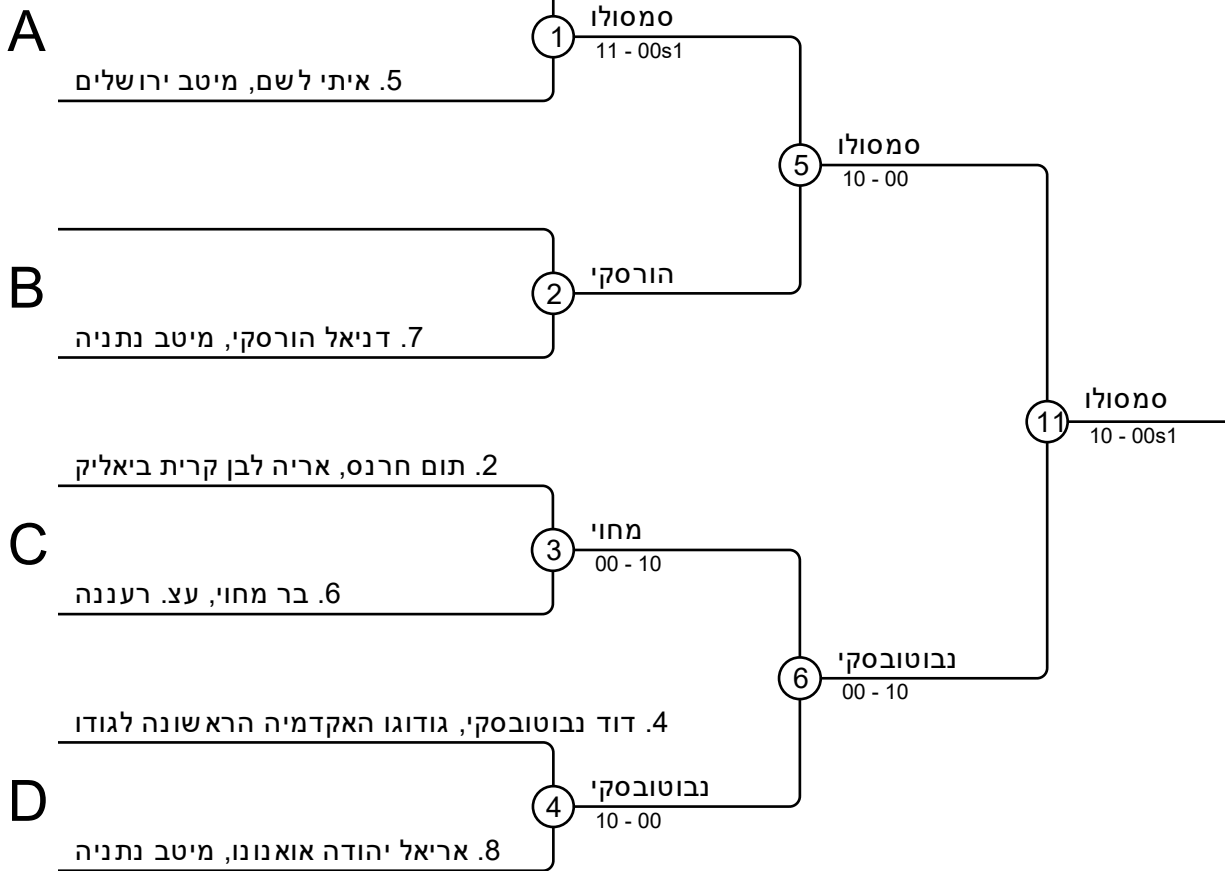 A
1
סמסולו
11 - 00s1
5. איתי לשם, מיטב ירושלים
5
סמסולו
10 - 00
B
2
הורסקי
7. דניאל הורסקי, מיטב נתניה
11
סמסולו
10 - 00s1
2. תום חרנס, אריה לבן קרית ביאליק
C
3
מחוי
00 - 10
6. בר מחוי, עצ. רעננה
6
נבוטובסקי
00 - 10
4. דוד נבוטובסקי, גודוגו האקדמיה הראשונה לגודו
D
4
נבוטובסקי
10 - 00
8. אריאל יהודה אואנונו, מיטב נתניה